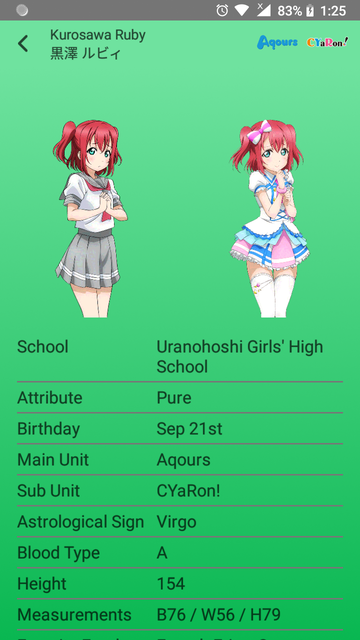 83% 1:25
Kurosawa Ruby
黒澤 ルビィ
Aqours CYaRon!
School Uranohoshi Girls' High
School
Attribute Pure
Birthday Sep 21st
Main Unit Aqours
Sub Unit CYaRon!
Astrological Sign Virgo
Blood Type A
Height 154
Measurements B76 / W56 / H79